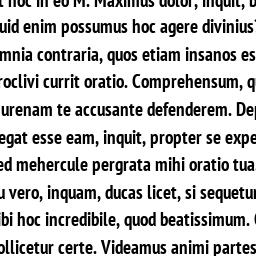 t hoc in eo M. Maximus dolor, inquit, b
uid enim possumus hoc agere divinius?
mnia contraria, quos etiam insanos es
roclivi currit oratio. Comprehensum, q
urenam te accusante defenderem. Dep
egat esse eam, inquit, propter se expe
ed mehercule pergrata mihi oratio tua
u vero, inquam, ducas licet, si sequetur
ibi hoc incredibile, quod beatissimum.
ollicetur certe. Videamus animi partes